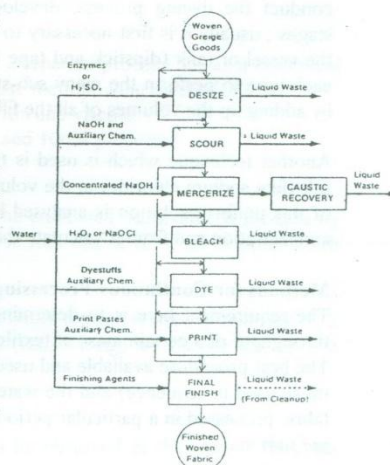 Woven
Greige
Goods
Enzymes
or
H₂SO₄
DESIZE
Liquid Waste
NaOH and
Auxiliary Chem.
SCOUR
Liquid Waste
Concentrated NaOH
MERCERIZE
CAUSTIC
RECOVERY
Liquid
Waste
Water
H₂O₂ or NaOCl
BLEACH
Liquid Waste
Dyestuffs
Auxiliary Chem.
DYE
Liquid Waste
Print Pastes
Auxiliary Chem.
PRINT
Liquid Waste
Finishing Agents
FINAL
FINISH
Liquid Waste
(From Cleanup)
Finished
Woven
Fabric